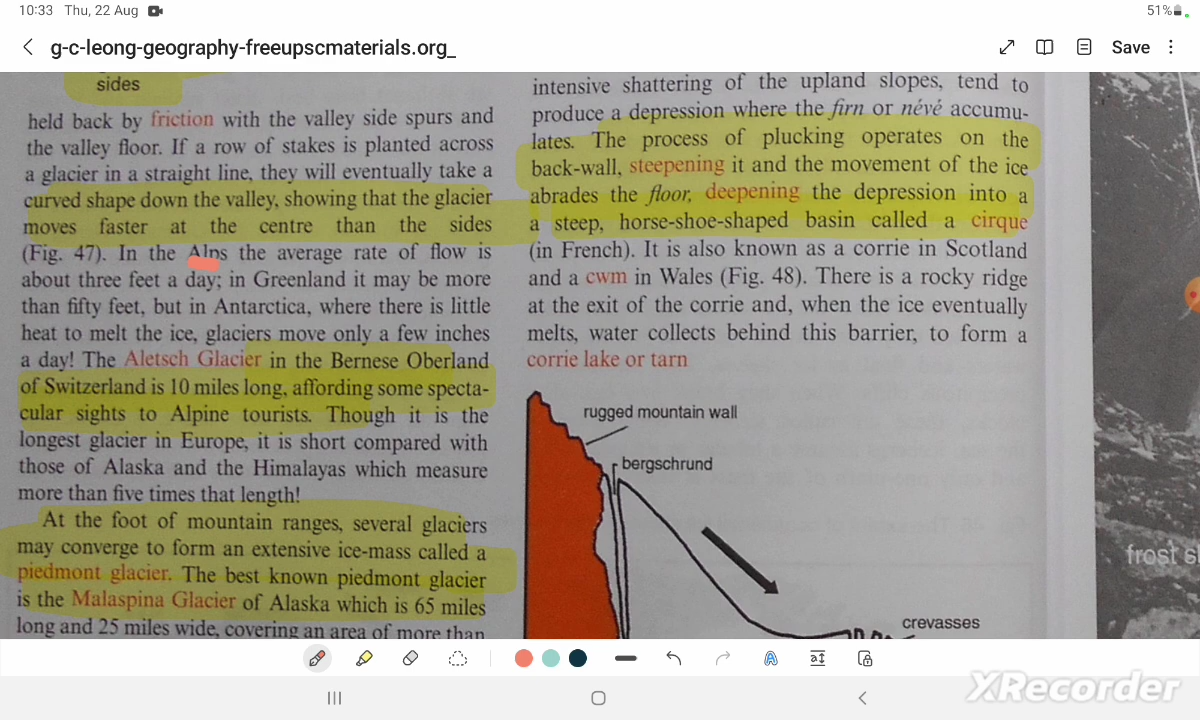 10:33 Thu, 22 Aug
51%
g-c-leong-geography-freeupscmaterials.org_
Save
sides
held back by friction with the valley side spurs and
the valley floor. If a row of stakes is planted across
a glacier in a straight line, they will eventually take a
curved shape down the valley, showing that the glacier
moves faster at the centre than the sides
(Fig. 47). In the Alps the average rate of flow is
about three feet a day; in Greenland it may be more
than fifty feet, but in Antarctica, where there is little
heat to melt the ice, glaciers move only a few inches
a day! The Aletsch Glacier in the Bernese Oberland
of Switzerland is 10 miles long, affording some specta-
cular sights to Alpine tourists. Though it is the
longest glacier in Europe, it is short compared with
those of Alaska and the Himalayas which measure
more than five times that length!
At the foot of mountain ranges, several glaciers
may converge to form an extensive ice-mass called a
piedmont glacier. The best known piedmont glacier
is the Malaspina Glacier of Alaska which is 65 miles
long and 25 miles wide, covering an area of more than
intensive shattering of the upland slopes, tend to
produce a depression where the firn or névé accumu-
lates. The process of plucking operates on the
back-wall, steepening it and the movement of the ice
abrades the floor, deepening the depression into a
a steep, horse-shoe-shaped basin called a cirque
(in French). It is also known as a corrie in Scotland
and a cwm in Wales (Fig. 48). There is a rocky ridge
at the exit of the corrie and, when the ice eventually
melts, water collects behind this barrier, to form a
corrie lake or tarn
rugged mountain wall
bergschrund
crevasses
frost s
XRecorder